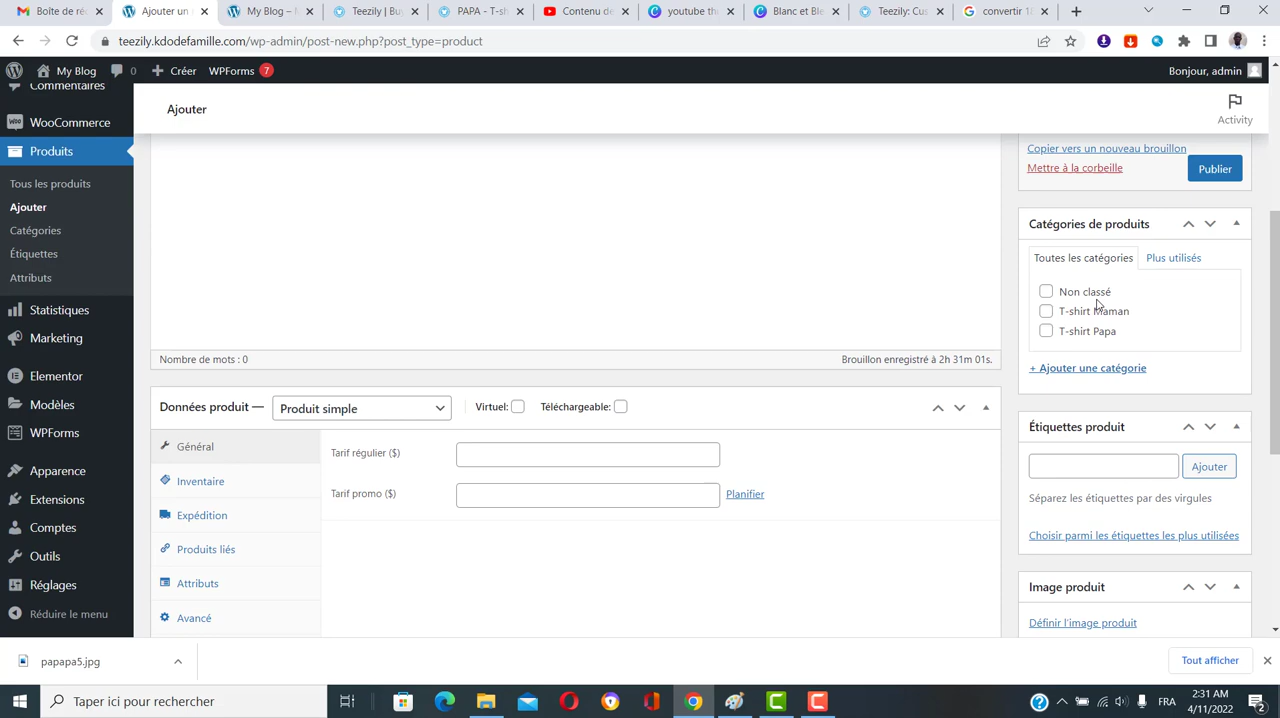 Boîte de réc
Ajouter un
My Blog –
Teezily | Bu
PAPA - T-sh
Contenu de
youtube th
Blanc et Ble
Teezily: Cus
convertir 18
teezily.kdodefamille.com/wp-admin/post-new.php?post_type=product
My Blog
0
Créer
WPForms 7
Bonjour, admin
Commentaires
WooCommerce
Produits
Tous les produits
Ajouter
Catégories
Étiquettes
Attributs
Statistiques
Marketing
Elementor
Modèles
WPForms
Apparence
Extensions
Comptes
Outils
Réglages
Réduire le menu
Ajouter
Activity
Nombre de mots : 0
Brouillon enregistré à 2h 31m 01s.
Données produit —
Produit simple
Virtuel:
Téléchargeable:
Général
Inventaire
Expédition
Produits liés
Attributs
Avancé
Tarif régulier ($)
Tarif promo ($)
Planifier
Copier vers un nouveau brouillon
Mettre à la corbeille
Publier
Catégories de produits
Toutes les catégories
Plus utilisés
Non classé
T-shirt Maman
T-shirt Papa
+ Ajouter une catégorie
Étiquettes produit
Ajouter
Séparez les étiquettes par des virgules
Choisir parmi les étiquettes les plus utilisées
Image produit
Définir l'image produit
papapa5.jpg
Tout afficher
Taper ici pour rechercher
FRA
2:31 AM
4/11/2022
2